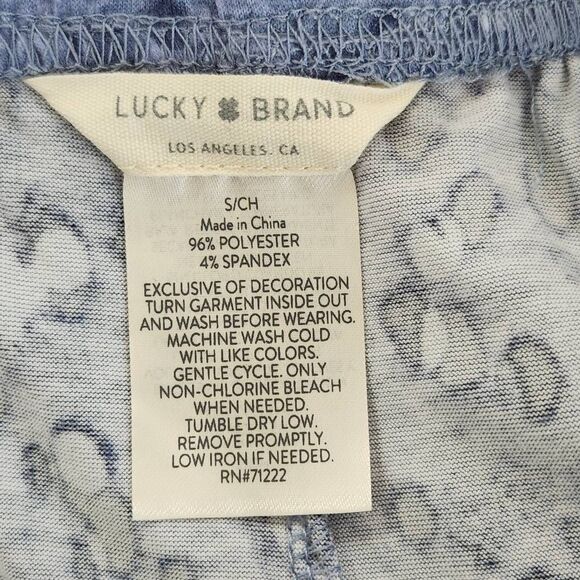 LUCKY BRAND
LOS ANGELES, CA
S/CH
Made in China
96% POLYESTER
4% SPANDEX
EXCLUSIVE OF DECORATION
TURN GARMENT INSIDE OUT
AND WASH BEFORE WEARING.
MACHINE WASH COLD
WITH LIKE COLORS.
GENTLE CYCLE. ONLY
NON-CHLORINE BLEACH
WHEN NEEDED.
TUMBLE DRY LOW.
REMOVE PROMPTLY.
LOW IRON IF NEEDED.
RN#71222